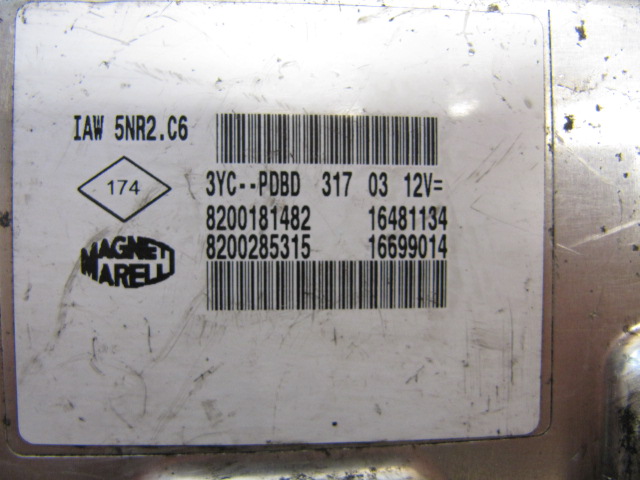 IAW 5NR2.C6
174
3YC--PDBD 317 03 12V=
8200181482 16481134
8200285315 16699014
MAGNETI
MARELLI